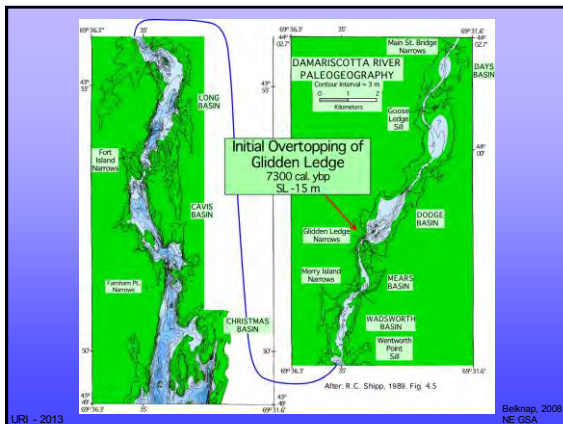 69° 36.3"
35'
69° 36.3"
35'
69° 31.6'
44°
02.7'
44°
02.7'
Main St. Bridge
Narrows
DAMARISCOTTA RIVER
PALEOGEOGRAPHY
Contour Interval = 3 m
0 1 2
Kilometers
DAYS
BASIN
43°
55'
43°
55'
LONG
BASIN
Goose
Ledge
Sill
Fort
Island
Narrows
Initial Overtopping of
Glidden Ledge
7300 cal. ybp
SL -15 m
44°
00'
CAVIS
BASIN
DODGE
BASIN
Glidden Ledge
Narrows
Farnham Pt.
Narrows
Merry Island
Narrows
MEARS
BASIN
CHRISTMAS
BASIN
WADSWORTH
BASIN
Wentworth
Point
Sill
50'
50'
69° 36.3'
35'
69° 31.6'
After: R.C. Shipp, 1989, Fig. 4.5
43°
49'
69° 36.3'
35'
69° 31.6'
URI - 2013
Belknap, 2008
NE GSA